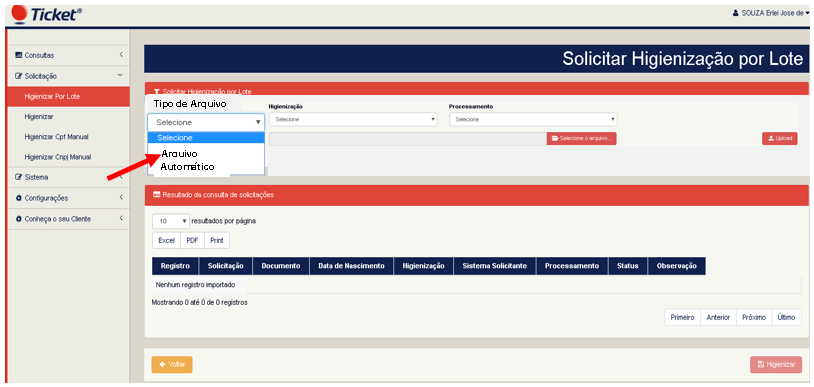 Ticket®
SOUZA Erlei Jose de
Solicitar Higienização por Lote
Consultas
Solicitação
Higienizar Por Lote
Higienizar
Higienizar Cpf Manual
Higienizar Cnpj Manual
Sistema
Configurações
Conheça o seu Cliente
Solicitar Higienização por Lote
Tipo de Arquivo
Higienização
Processamento
Selecione
Selecione
Selecione
Selecione
Arquivo
Automático
Selecione o arquivo...
Upload
Resultado da consulta de solicitações
10 resultados por página
Excel PDF Print
Registro Solicitação Documento Data de Nascimento Higienização Sistema Solicitante Processamento Status Observação
Nenhum registro importado
Mostrando 0 até 0 de 0 registros
Primeiro Anterior Próximo Último
Voltar
Higienizar